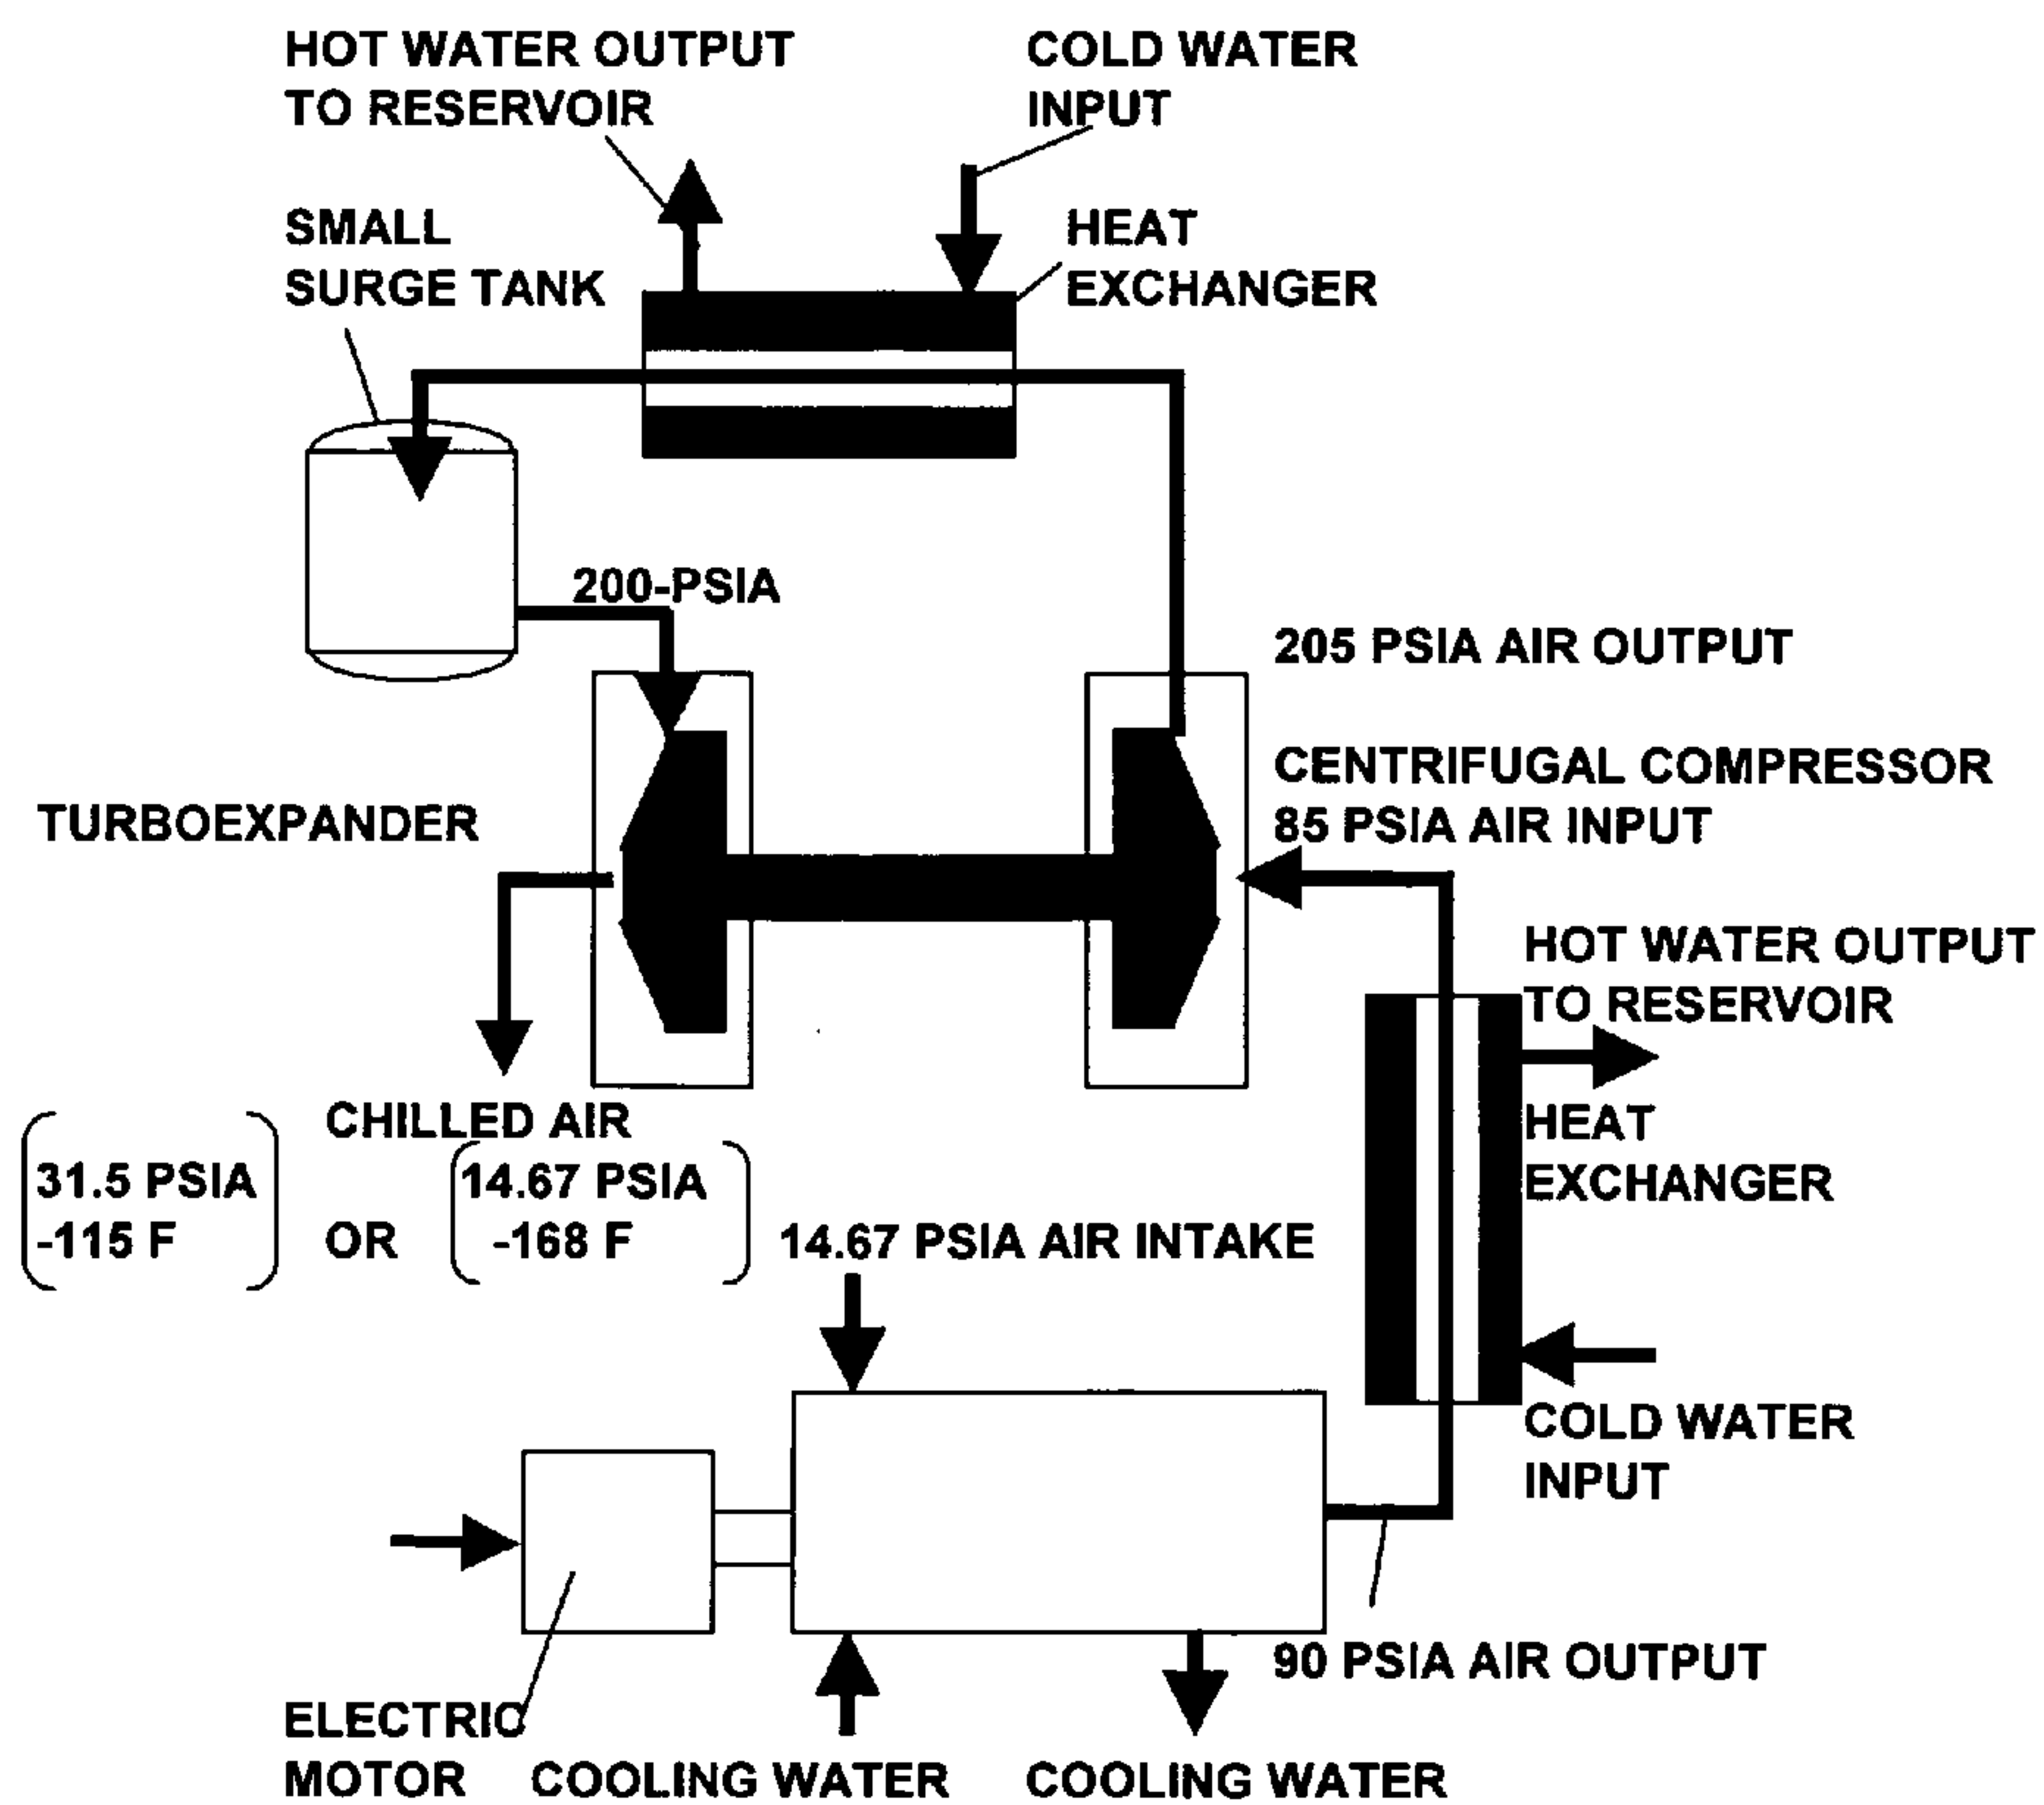 HOT WATER OUTPUT
TO RESERVOIR
COLD WATER
INPUT
SMALL
SURGE TANK
HEAT
EXCHANGER
200-PSIA
205 PSIA AIR OUTPUT
CENTRIFUGAL COMPRESSOR
85 PSIA AIR INPUT
TURBOEXPANDER
HOT WATER OUTPUT
TO RESERVOIR
HEAT
EXCHANGER
CHILLED AIR
31.5 PSIA
-115 F
OR
14.67 PSIA
-168 F
14.67 PSIA AIR INTAKE
COLD WATER
INPUT
90 PSIA AIR OUTPUT
ELECTRIC
MOTOR
COOLING WATER
COOLING WATER